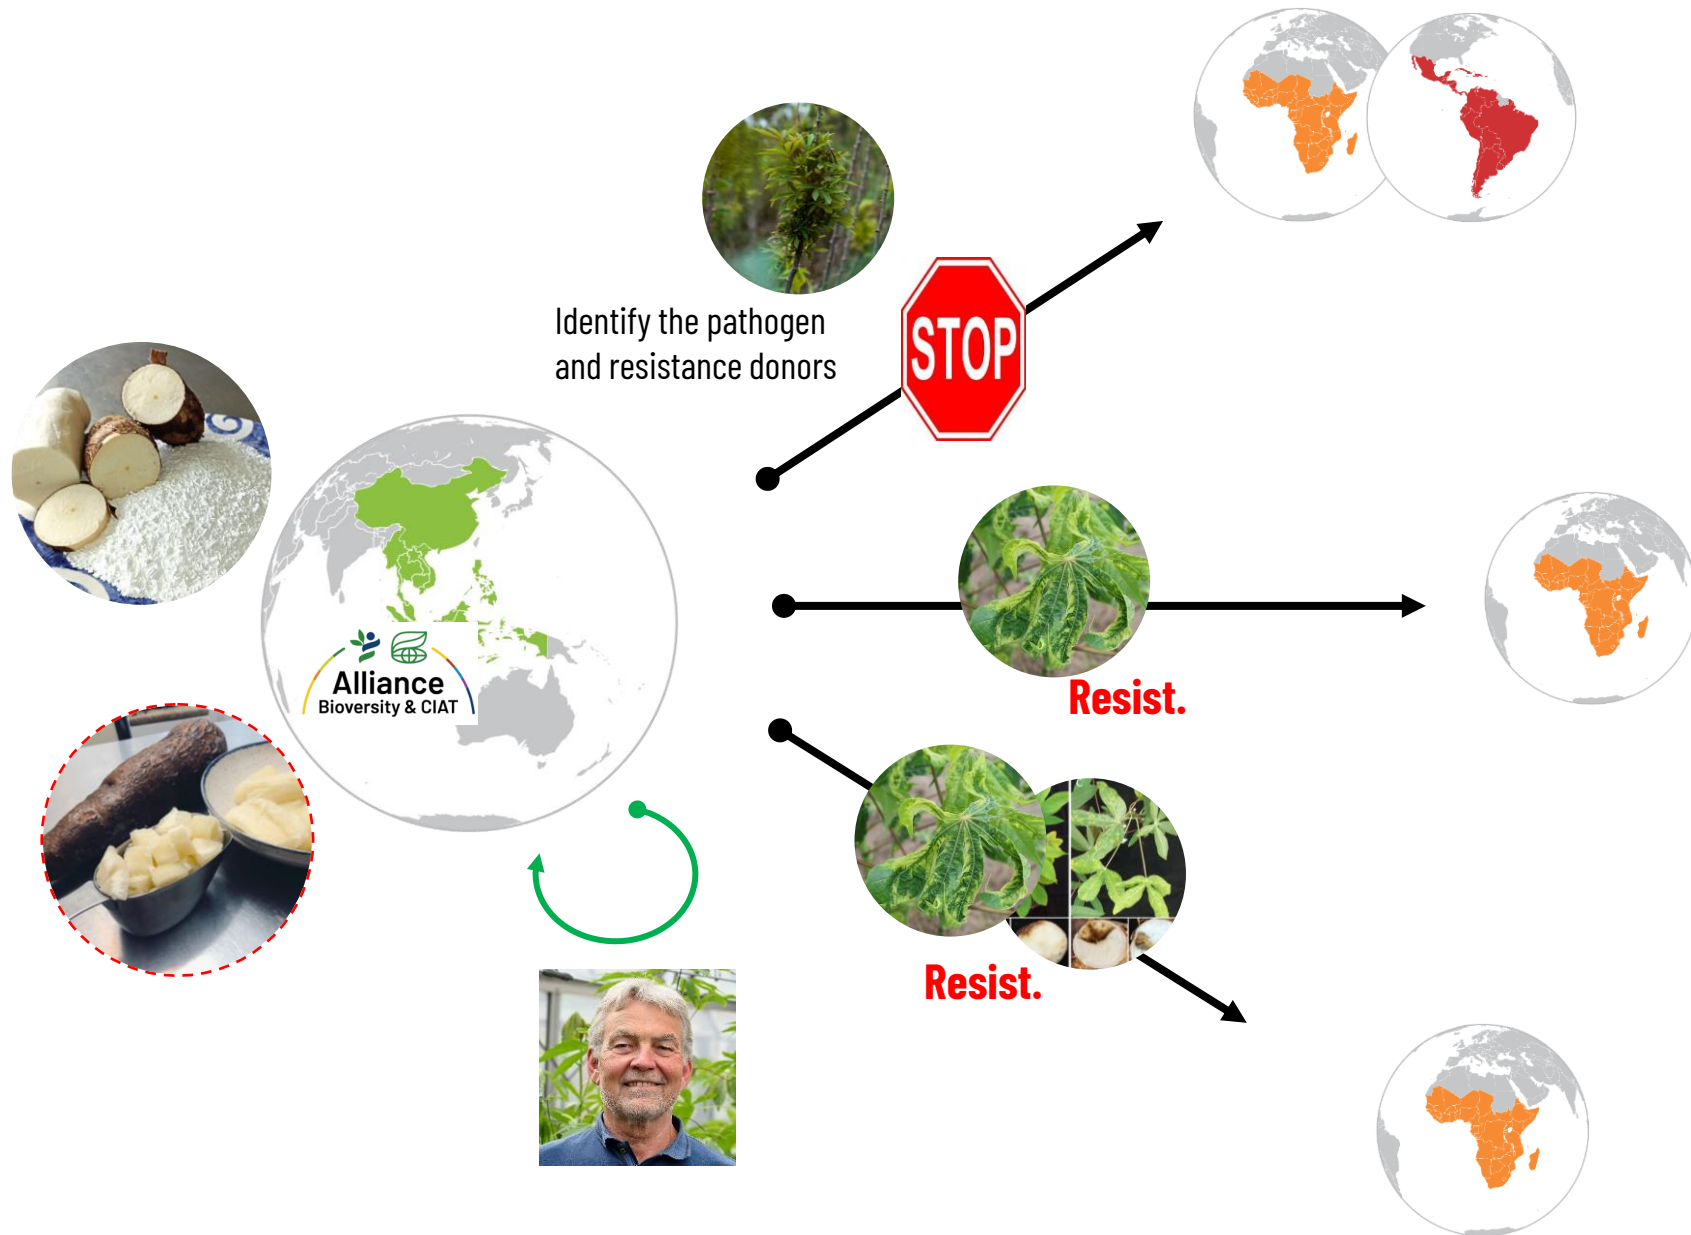 Identify the pathogen
and resistance donors
STOP
Alliance
Bioversity & CIAT
Resist.
Resist.